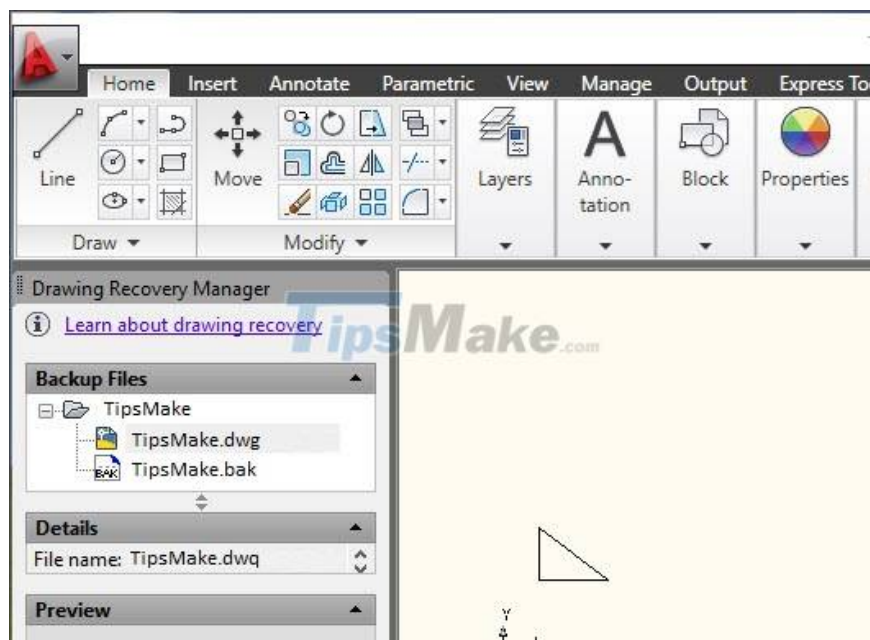 Home Insert Annotate Parametric View Manage Output Express To
Line
Move
Layers
Anno-
tation
Block
Properties
Draw
Modify
Drawing Recovery Manager
Learn about drawing recovery
TipsMake.com
Backup Files
TipsMake
TipsMake.dwg
BAK TipsMake.bak
Details
File name: TipsMake.dwq
Preview
Y